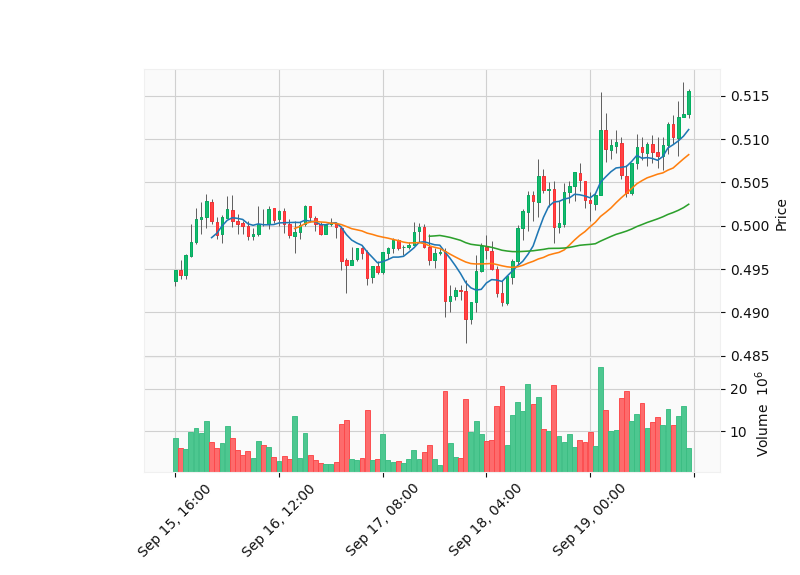 0.515
0.510
0.505
0.500
0.495
0.490
0.485
Price
20
10
Volume 10^6
Sep 15, 16:00
Sep 16, 12:00
Sep 17, 08:00
Sep 18, 04:00
Sep 19, 00:00